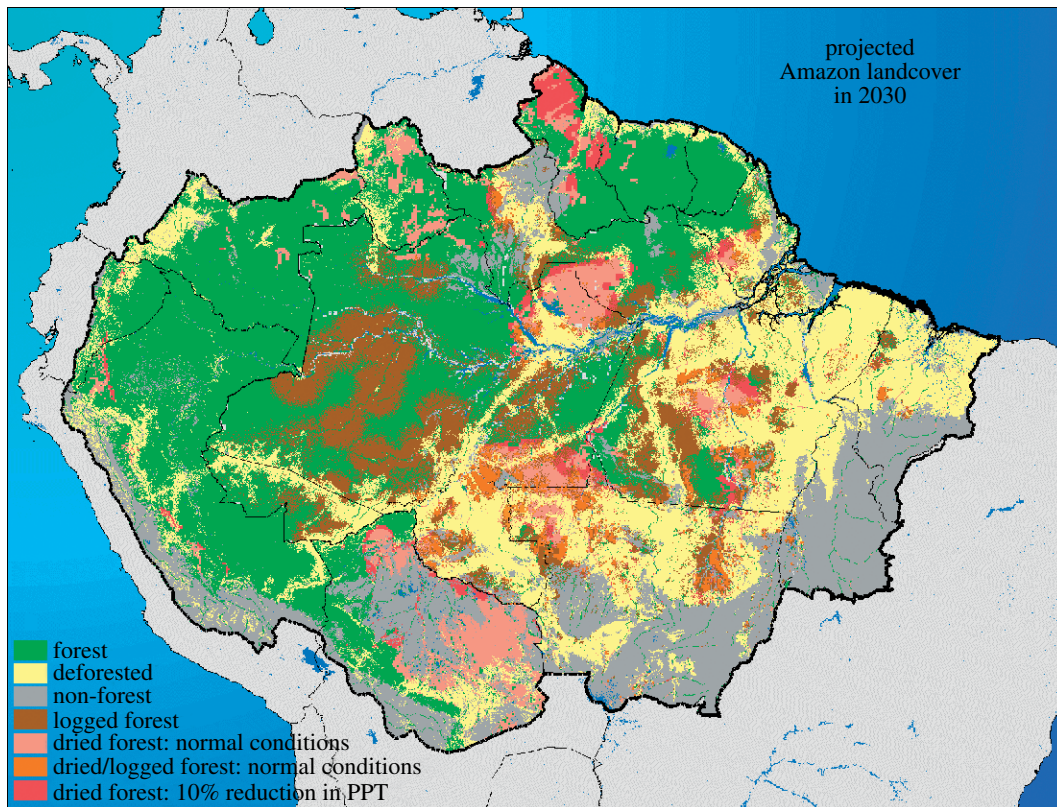 projected
Amazon landcover
in 2030
forest
deforested
non-forest
logged forest
dried forest: normal conditions
dried/logged forest: normal conditions
dried forest: 10% reduction in PPT